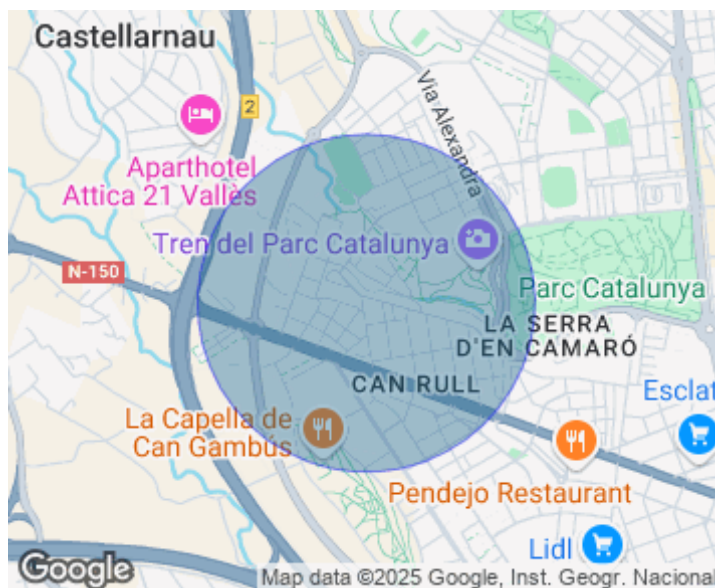 Castellarnau
2
Via Alexandra
Aparthotel
Attica 21 Vallès
Tren del Parc Catalunya
N-150
Parc Catalunya
LA SERRA
D'EN CAMARÓ
CAN RULL
La Capella de
Can Gambús
Esclat
Pendejo Restaurant
Lidl
Google
Map data ©2025 Google, Inst. Geogr. Nacional